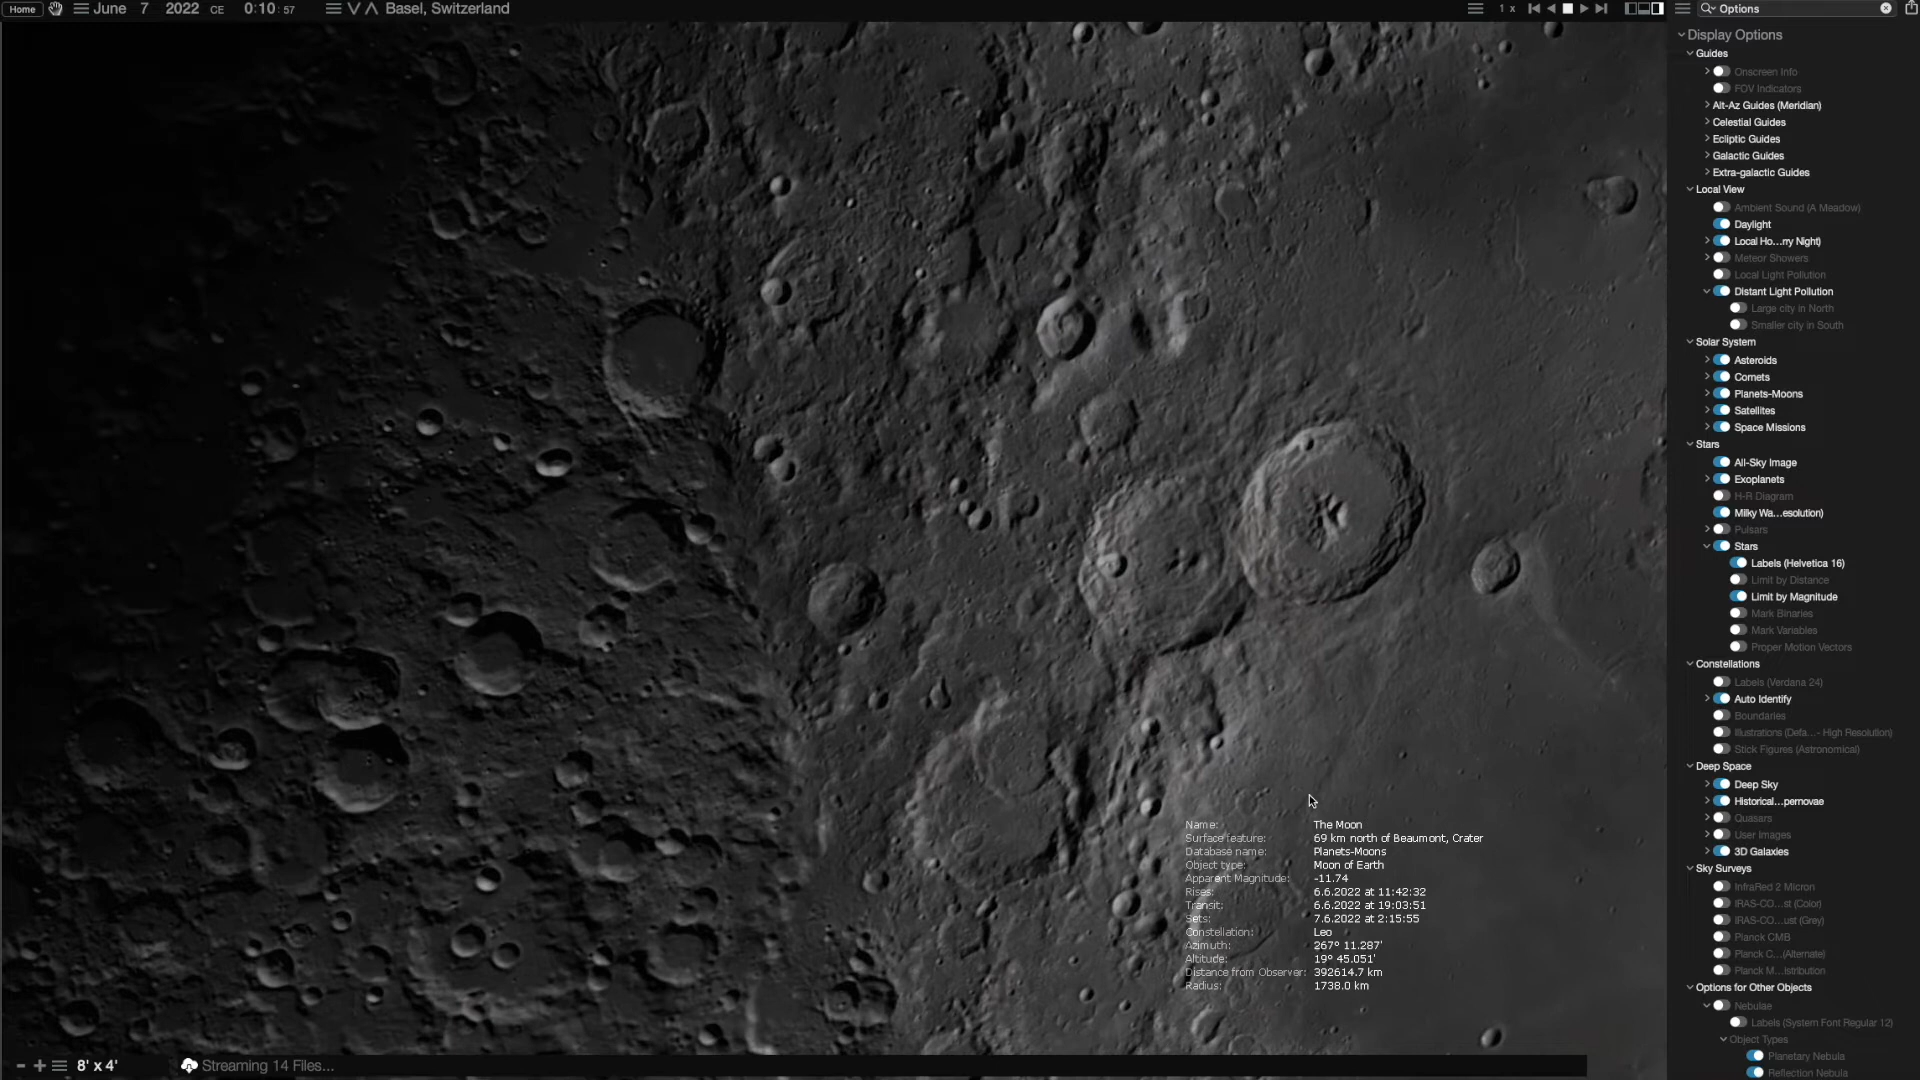 Home June 7 2022 CE 0:10 : 57 Basel, Switzerland 1 x Options
Display Options
Guides
Onscreen Info
FOV Indicators
Alt-Az Guides (Meridian)
Celestial Guides
Ecliptic Guides
Galactic Guides
Extra-galactic Guides
Local View
Ambient Sound (A Meadow)
Daylight
Local Ho...rry Night)
Meteor Showers
Local Light Pollution
Distant Light Pollution
Large city in North
Smaller city in South
Solar System
Asteroids
Comets
Planets-Moons
Satellites
Space Missions
Stars
All-Sky Image
Exoplanets
H-R Diagram
Milky Wa...esolution)
Pulsars
Stars
Labels (Helvetica 16)
Limit by Distance
Limit by Magnitude
Mark Binaries
Mark Variables
Proper Motion Vectors
Constellations
Labels (Verdana 24)
Auto Identify
Boundaries
Illustrations (Defa...- High Resolution)
Stick Figures (Astronomical)
Deep Space
Deep Sky
Historical...pernovae
Quasars
User Images
3D Galaxies
Sky Surveys
InfraRed 2 Micron
IRAS-CO...st (Color)
IRAS-CO...ust (Grey)
Planck CMB
Planck C...(Alternate)
Planck M...istribution
Options for Other Objects
Nebulae
Labels (System Font Regular 12)
Object Types
Planetary Nebula
Reflection Nebula
Name: The Moon
Surface feature: 69 km north of Beaumont, Crater
Database name: Planets-Moons
Object type: Moon of Earth
Apparent Magnitude: -11.74
Rises: 6.6.2022 at 11:42:32
Transit: 6.6.2022 at 19:03:51
Sets: 7.6.2022 at 2:15:55
Constellation: Leo
Azimuth: 267° 11.287'
Altitude: 19° 45.051'
Distance from Observer: 392614.7 km
Radius: 1738.0 km
8' x 4' Streaming 14 Files...